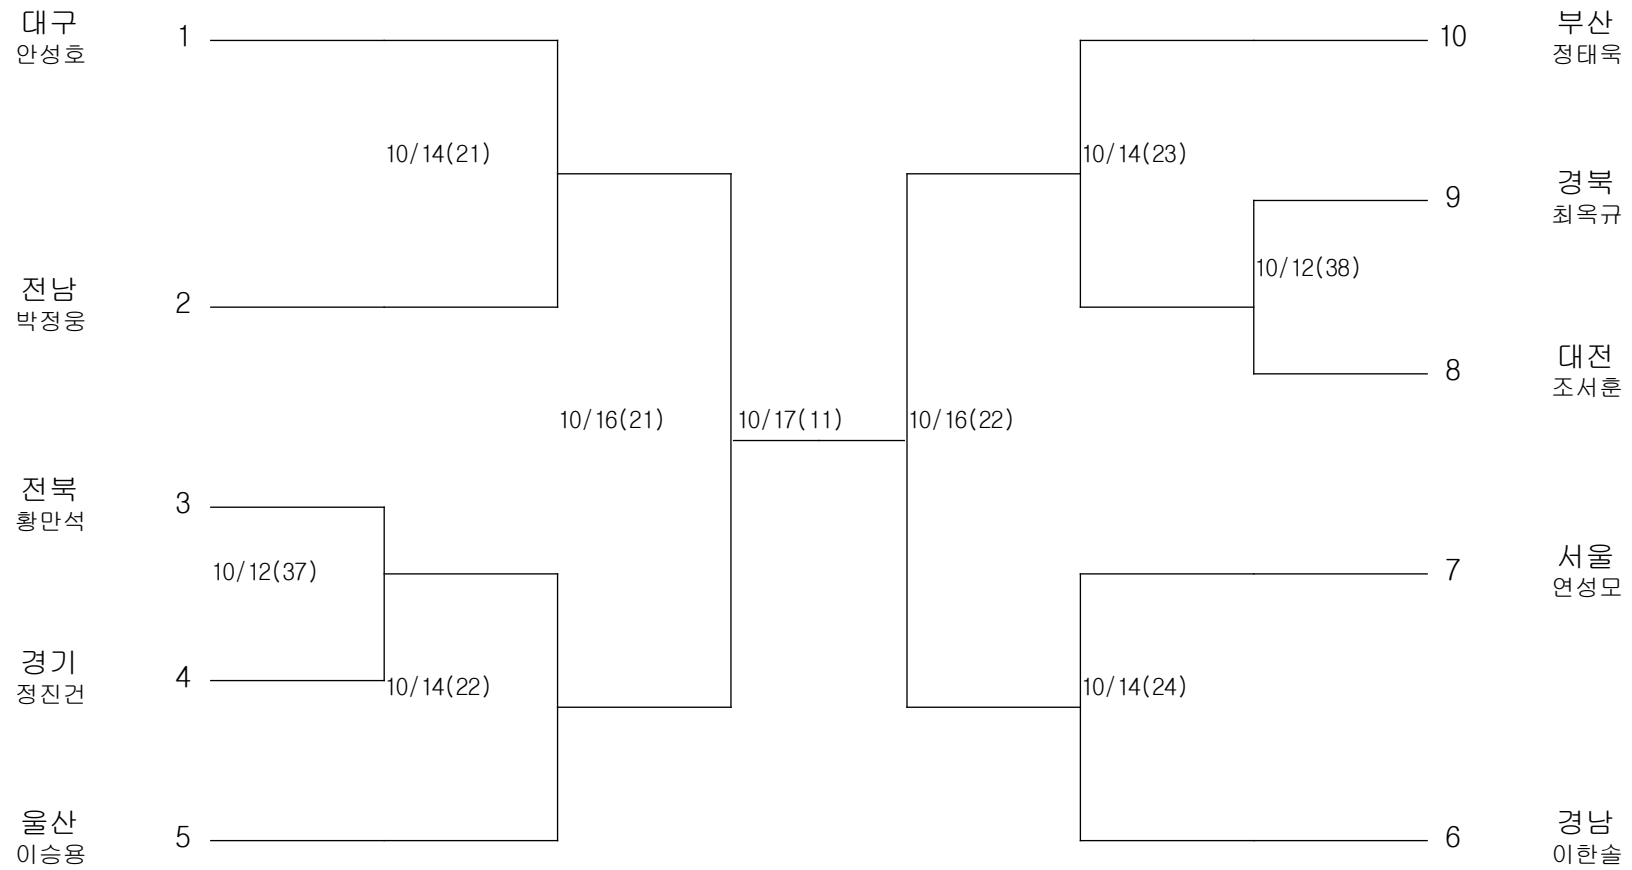 대구
안성호
1
10/14(21)
전남
박정웅
2
10/16(21)
전북
황만석
3
10/12(37)
경기
정진건
4
10/14(22)
울산
이승용
5
10/17(11)
부산
정태욱
10
10/14(23)
경북
최옥규
9
10/12(38)
대전
조서훈
8
10/16(22)
서울
연성모
7
10/14(24)
경남
이한솔
6